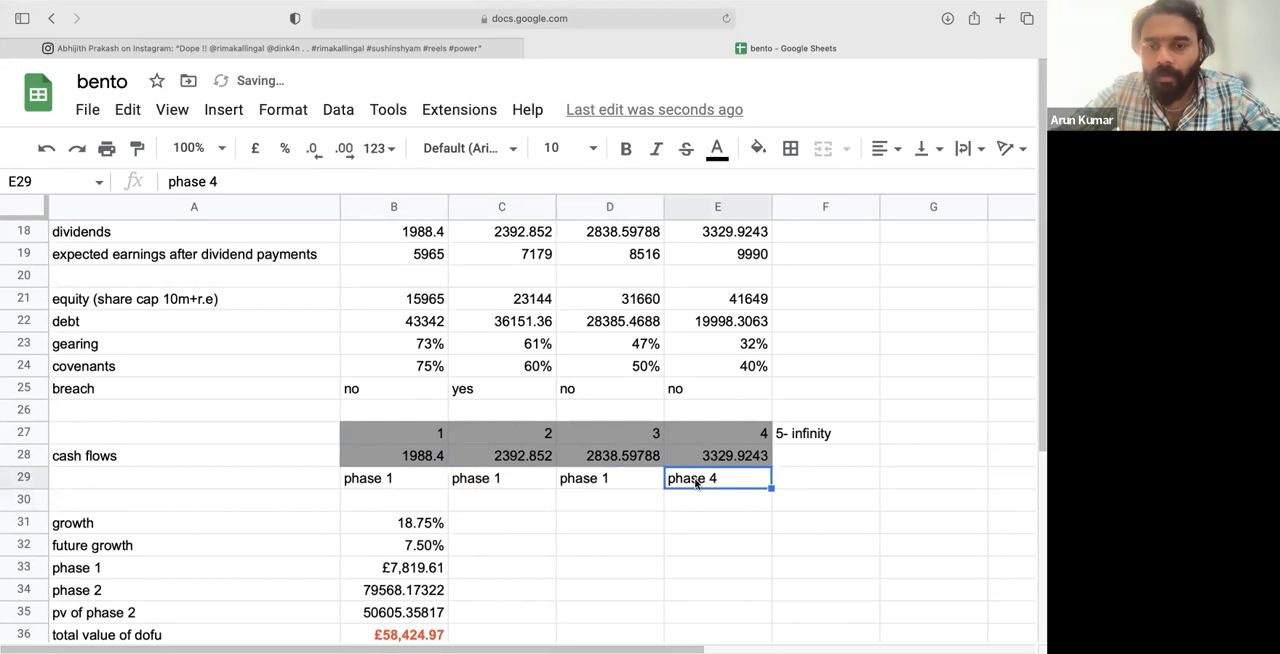 docs.google.com
Abhijith Prakash on Instagram: "Dope !! @rimakallingal @dink4n . . #rimakallingal #sushinshyam #reels #power"
bento - Google Sheets
bento
Saving…
File Edit View Insert Format Data Tools Extensions Help Last edit was seconds ago
100% £ % .0 .00 123 Default (Ari... 10 B I S A
E29 fx phase 4
A B C D E F G
18 dividends 1988.4 2392.852 2838.59788 3329.9243
19 expected earnings after dividend payments 5965 7179 8516 9990
20
21 equity (share cap 10m+r.e) 15965 23144 31660 41649
22 debt 43342 36151.36 28385.4688 19998.3063
23 gearing 73% 61% 47% 32%
24 covenants 75% 60% 50% 40%
25 breach no yes no no
26
27 1 2 3 4 5- infinity
28 cash flows 1988.4 2392.852 2838.59788 3329.9243
29 phase 1 phase 1 phase 1 phase 4
30
31 growth 18.75%
32 future growth 7.50%
33 phase 1 £7,819.61
34 phase 2 79568.17322
35 pv of phase 2 50605.35817
36 total value of dofu £58,424.97
Arun Kumar